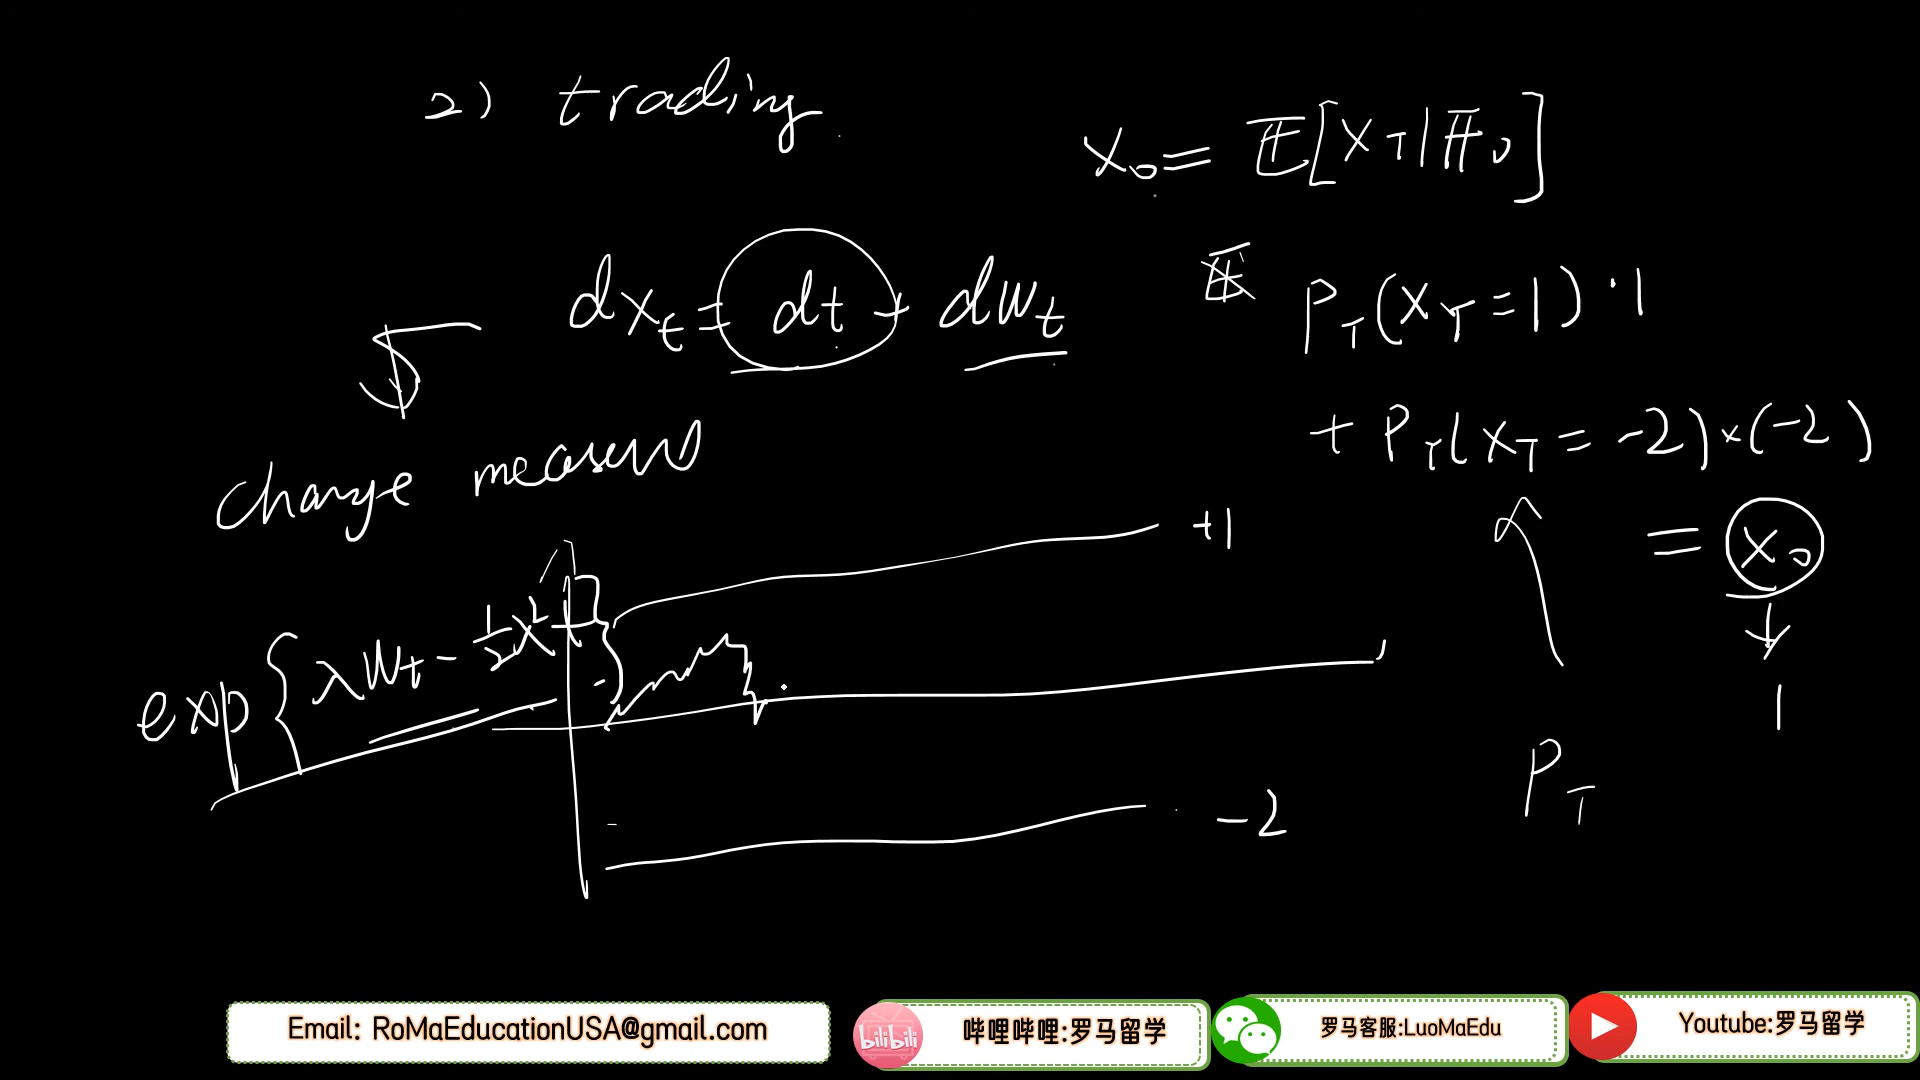 2) trading
X₀ = E[X_T|F₀]
dX_t = dt + dW_t
P_T(X_T=1)·1
+ P_T(X_T = -2)×(-2)
= X₀
↓
1
P_T
change measure
+1
exp{λW_t - ½λ²t}
-2
Email: RoMaEducationUSA@gmail.com
bilibili
哔哩哔哩:罗马留学
罗马客服:LuoMaEdu
Youtube:罗马留学